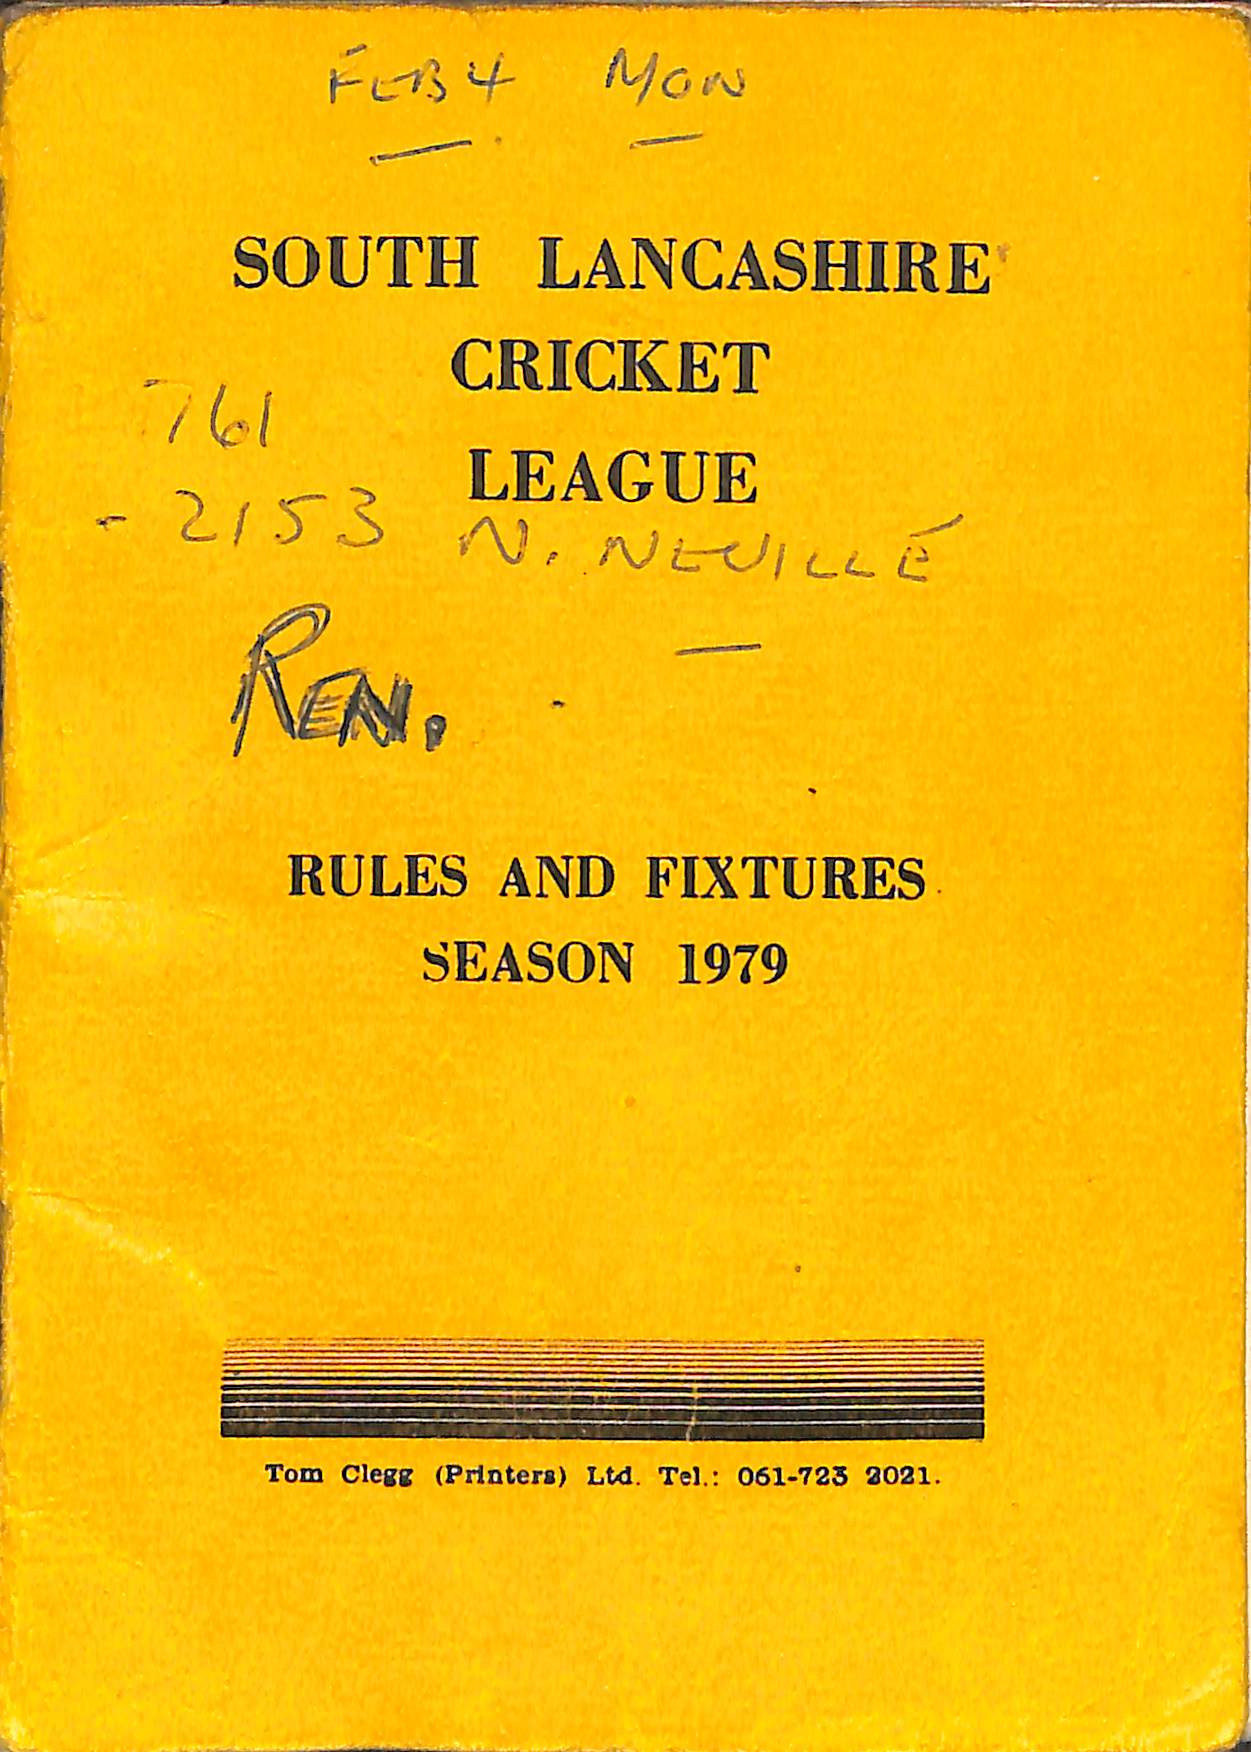 FEB 4 MON
SOUTH LANCASHIRE
CRICKET
761
LEAGUE
- 2153 N. NEVILLE
REN.
RULES AND FIXTURES
SEASON 1979
Tom Clegg (Printers) Ltd. Tel.: 061-723 2021.